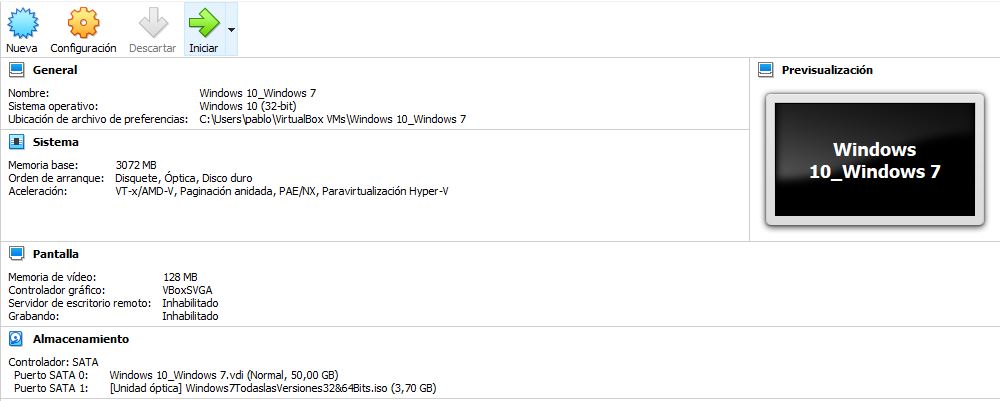 Nueva Configuración Descartar Iniciar
General
Nombre: Windows 10_Windows 7
Sistema operativo: Windows 10 (32-bit)
Ubicación de archivo de preferencias: C:\Users\pablo\VirtualBox VMs\Windows 10_Windows 7
Previsualización
Windows
10_Windows 7
Sistema
Memoria base: 3072 MB
Orden de arranque: Disquete, Óptica, Disco duro
Aceleración: VT-x/AMD-V, Paginación anidada, PAE/NX, Paravirtualización Hyper-V
Pantalla
Memoria de vídeo: 128 MB
Controlador gráfico: VBoxSVGA
Servidor de escritorio remoto: Inhabilitado
Grabando: Inhabilitado
Almacenamiento
Controlador: SATA
Puerto SATA 0: Windows 10_Windows 7.vdi (Normal, 50,00 GB)
Puerto SATA 1: [Unidad óptica] Windows7TodaslasVersiones32&64Bits.iso (3,70 GB)